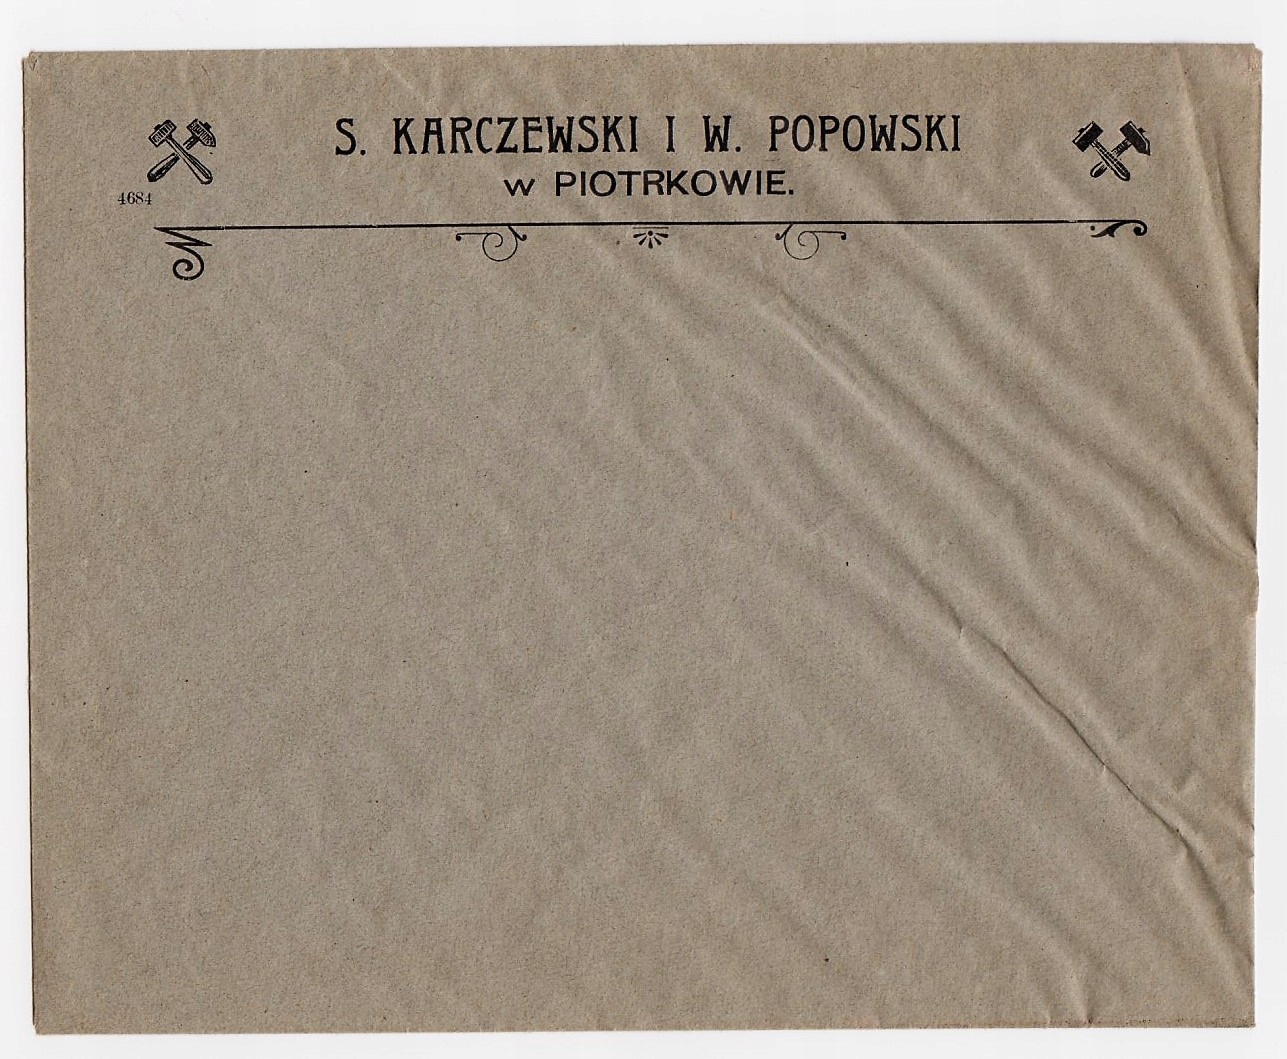 S. KARCZEWSKI I W. POPOWSKI
w PIOTRKOWIE.
4684